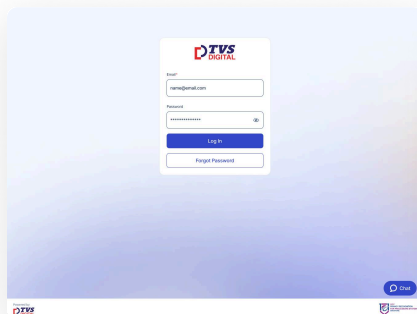 TVS
DIGITAL
Email*
name@email.com
Password
**************
Log In
Forgot Password
Chat
Powered by
TVS